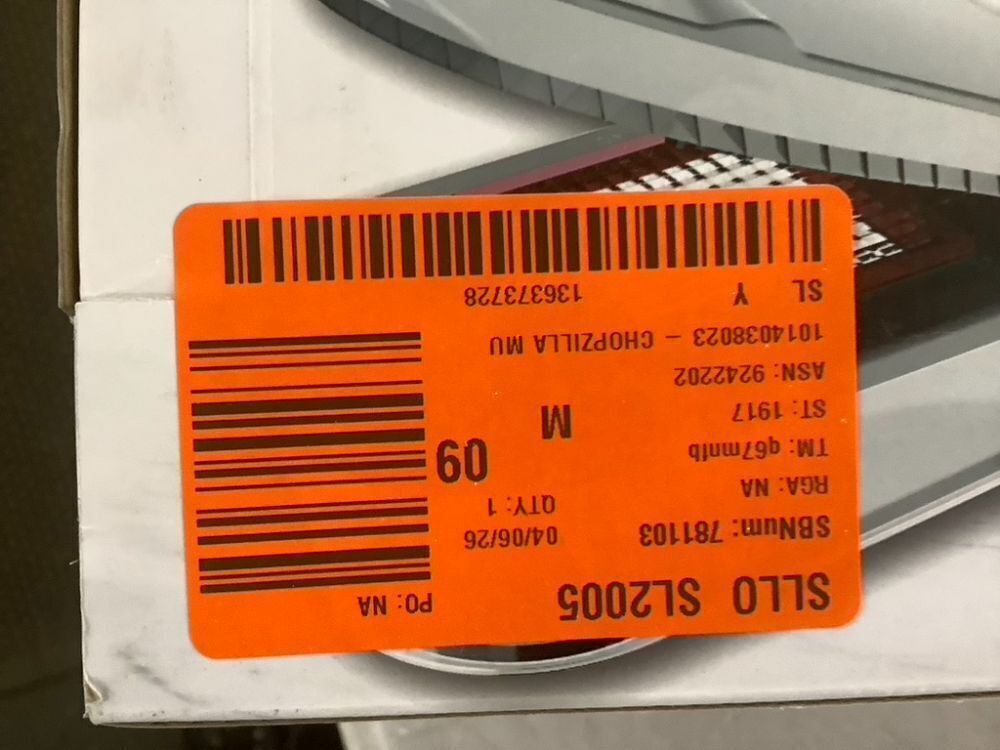 SLLO SL2005
PO: NA
SBNum: 781103
04/06/26
RGA: NA
QTY: 1
TM: q67mnfb
09
ST: 1917
M
ASN: 9242202
1014038023 - CHOPZILLA MU
SL Y
136373728